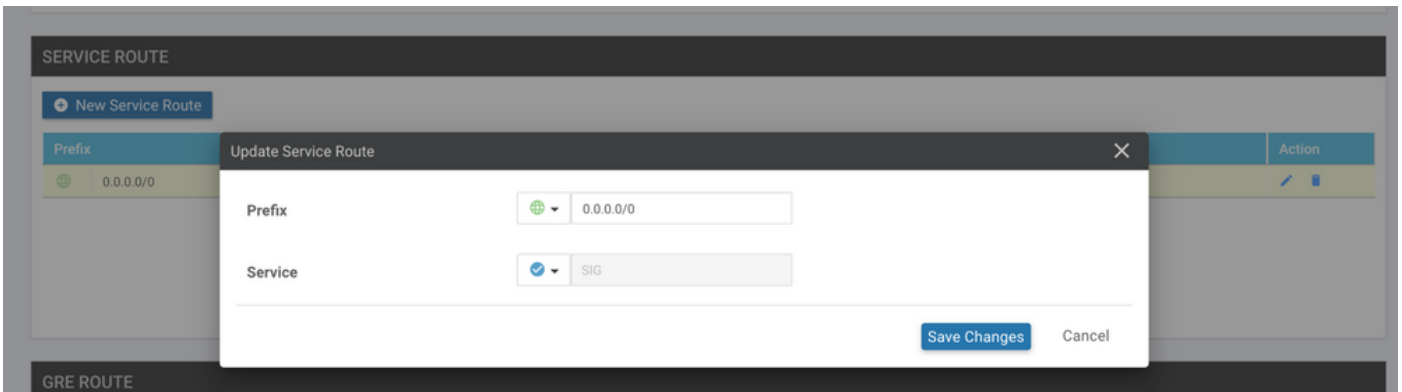 SERVICE ROUTE
New Service Route
Prefix
Action
0.0.0.0/0
Update Service Route
Prefix
0.0.0.0/0
Service
SIG
Save Changes
Cancel
GRE ROUTE